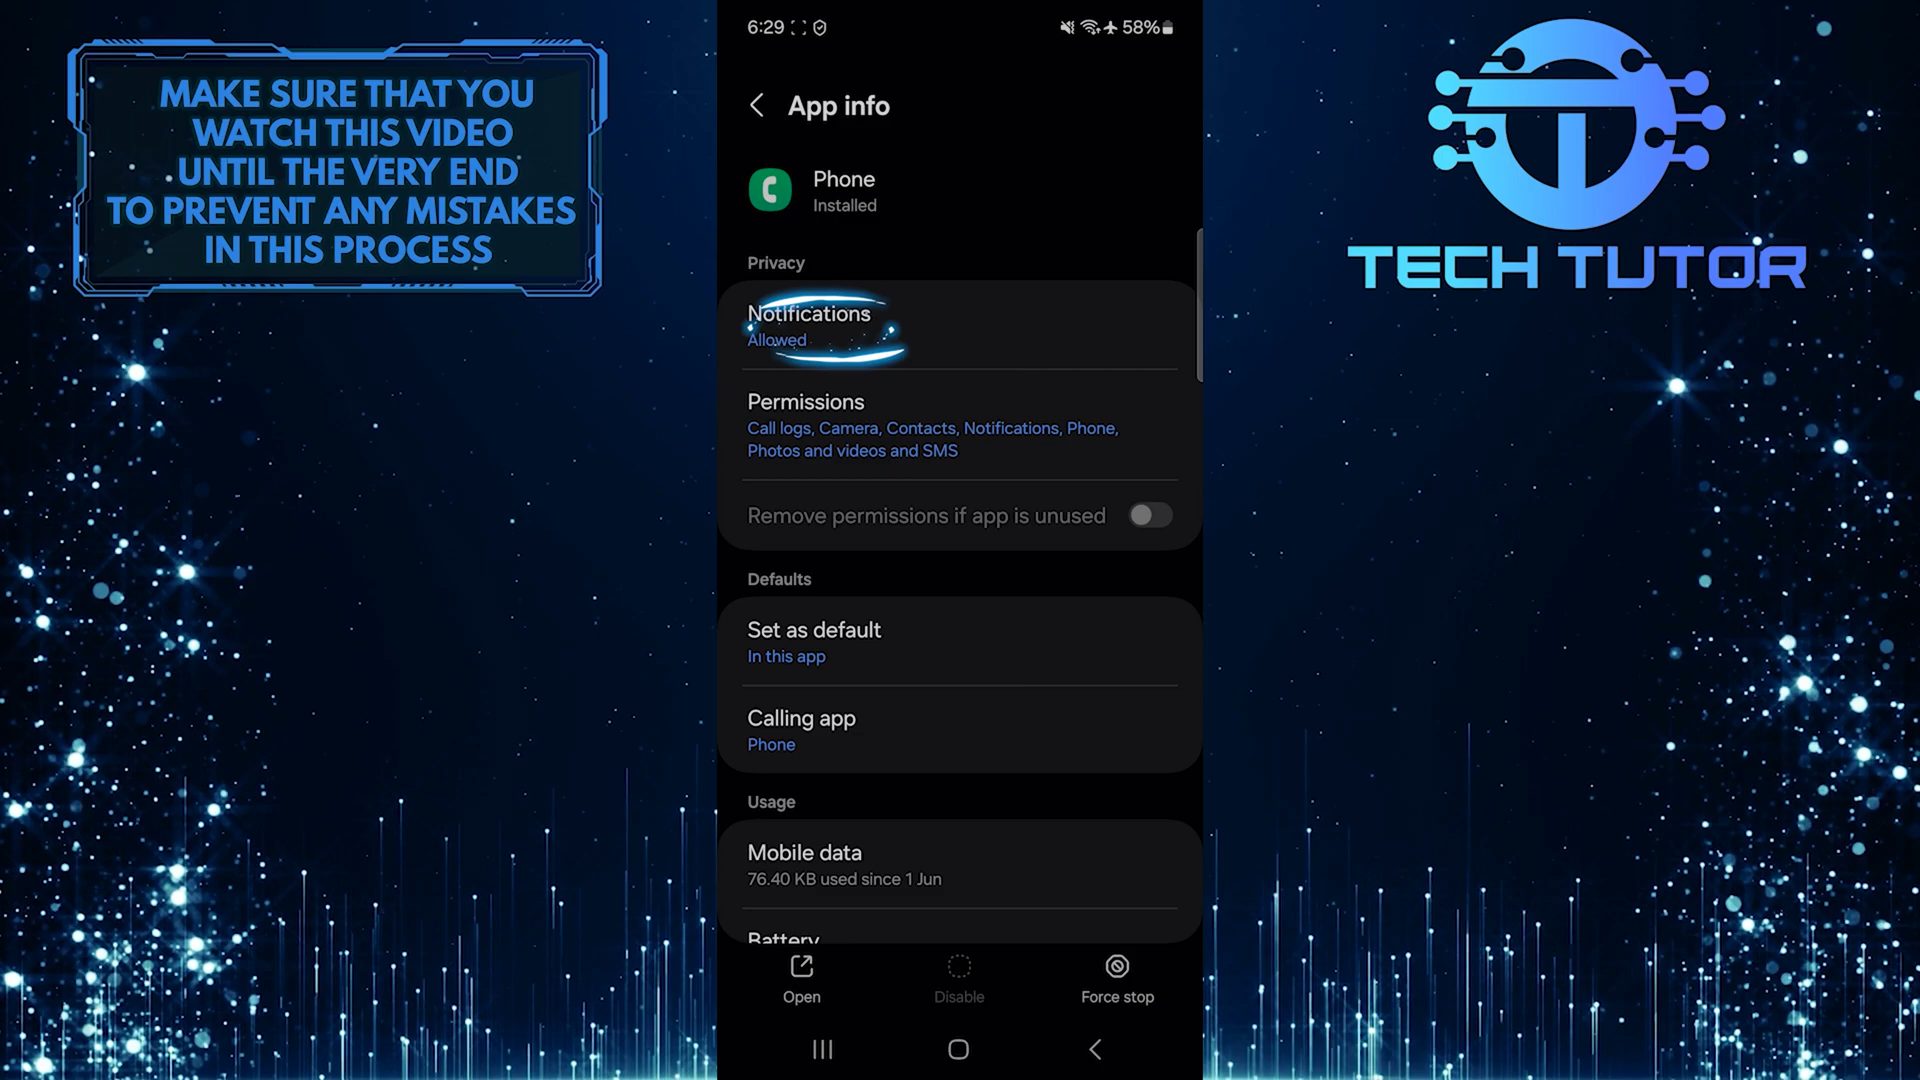 MAKE SURE THAT YOU
WATCH THIS VIDEO
UNTIL THE VERY END
TO PREVENT ANY MISTAKES
IN THIS PROCESS
6:29
58%
App info
Phone
Installed
Privacy
Notifications
Allowed
Permissions
Call logs, Camera, Contacts, Notifications, Phone,
Photos and videos and SMS
Remove permissions if app is unused
Defaults
Set as default
In this app
Calling app
Phone
Usage
Mobile data
76.40 KB used since 1 Jun
Battery
Open
Disable
Force stop
TECH TUTOR